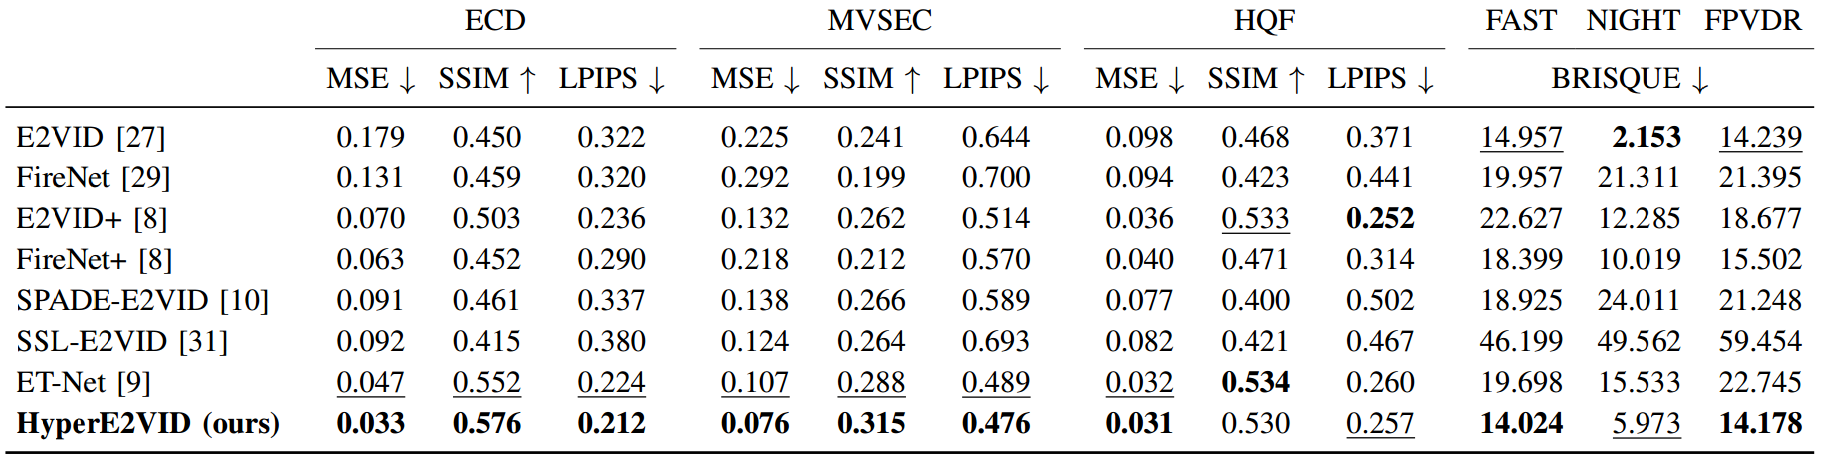 ECD MVSEC HQF FAST NIGHT FPVDR
MSE ↓ SSIM ↑ LPIPS ↓ MSE ↓ SSIM ↑ LPIPS ↓ MSE ↓ SSIM ↑ LPIPS ↓ BRISQUE ↓
E2VID [27] 0.179 0.450 0.322 0.225 0.241 0.644 0.098 0.468 0.371 14.957 2.153 14.239
FireNet [29] 0.131 0.459 0.320 0.292 0.199 0.700 0.094 0.423 0.441 19.957 21.311 21.395
E2VID+ [8] 0.070 0.503 0.236 0.132 0.262 0.514 0.036 0.533 0.252 22.627 12.285 18.677
FireNet+ [8] 0.063 0.452 0.290 0.218 0.212 0.570 0.040 0.471 0.314 18.399 10.019 15.502
SPADE-E2VID [10] 0.091 0.461 0.337 0.138 0.266 0.589 0.077 0.400 0.502 18.925 24.011 21.248
SSL-E2VID [31] 0.092 0.415 0.380 0.124 0.264 0.693 0.082 0.421 0.467 46.199 49.562 59.454
ET-Net [9] 0.047 0.552 0.224 0.107 0.288 0.489 0.032 0.534 0.260 19.698 15.533 22.745
HyperE2VID (ours) 0.033 0.576 0.212 0.076 0.315 0.476 0.031 0.530 0.257 14.024 5.973 14.178